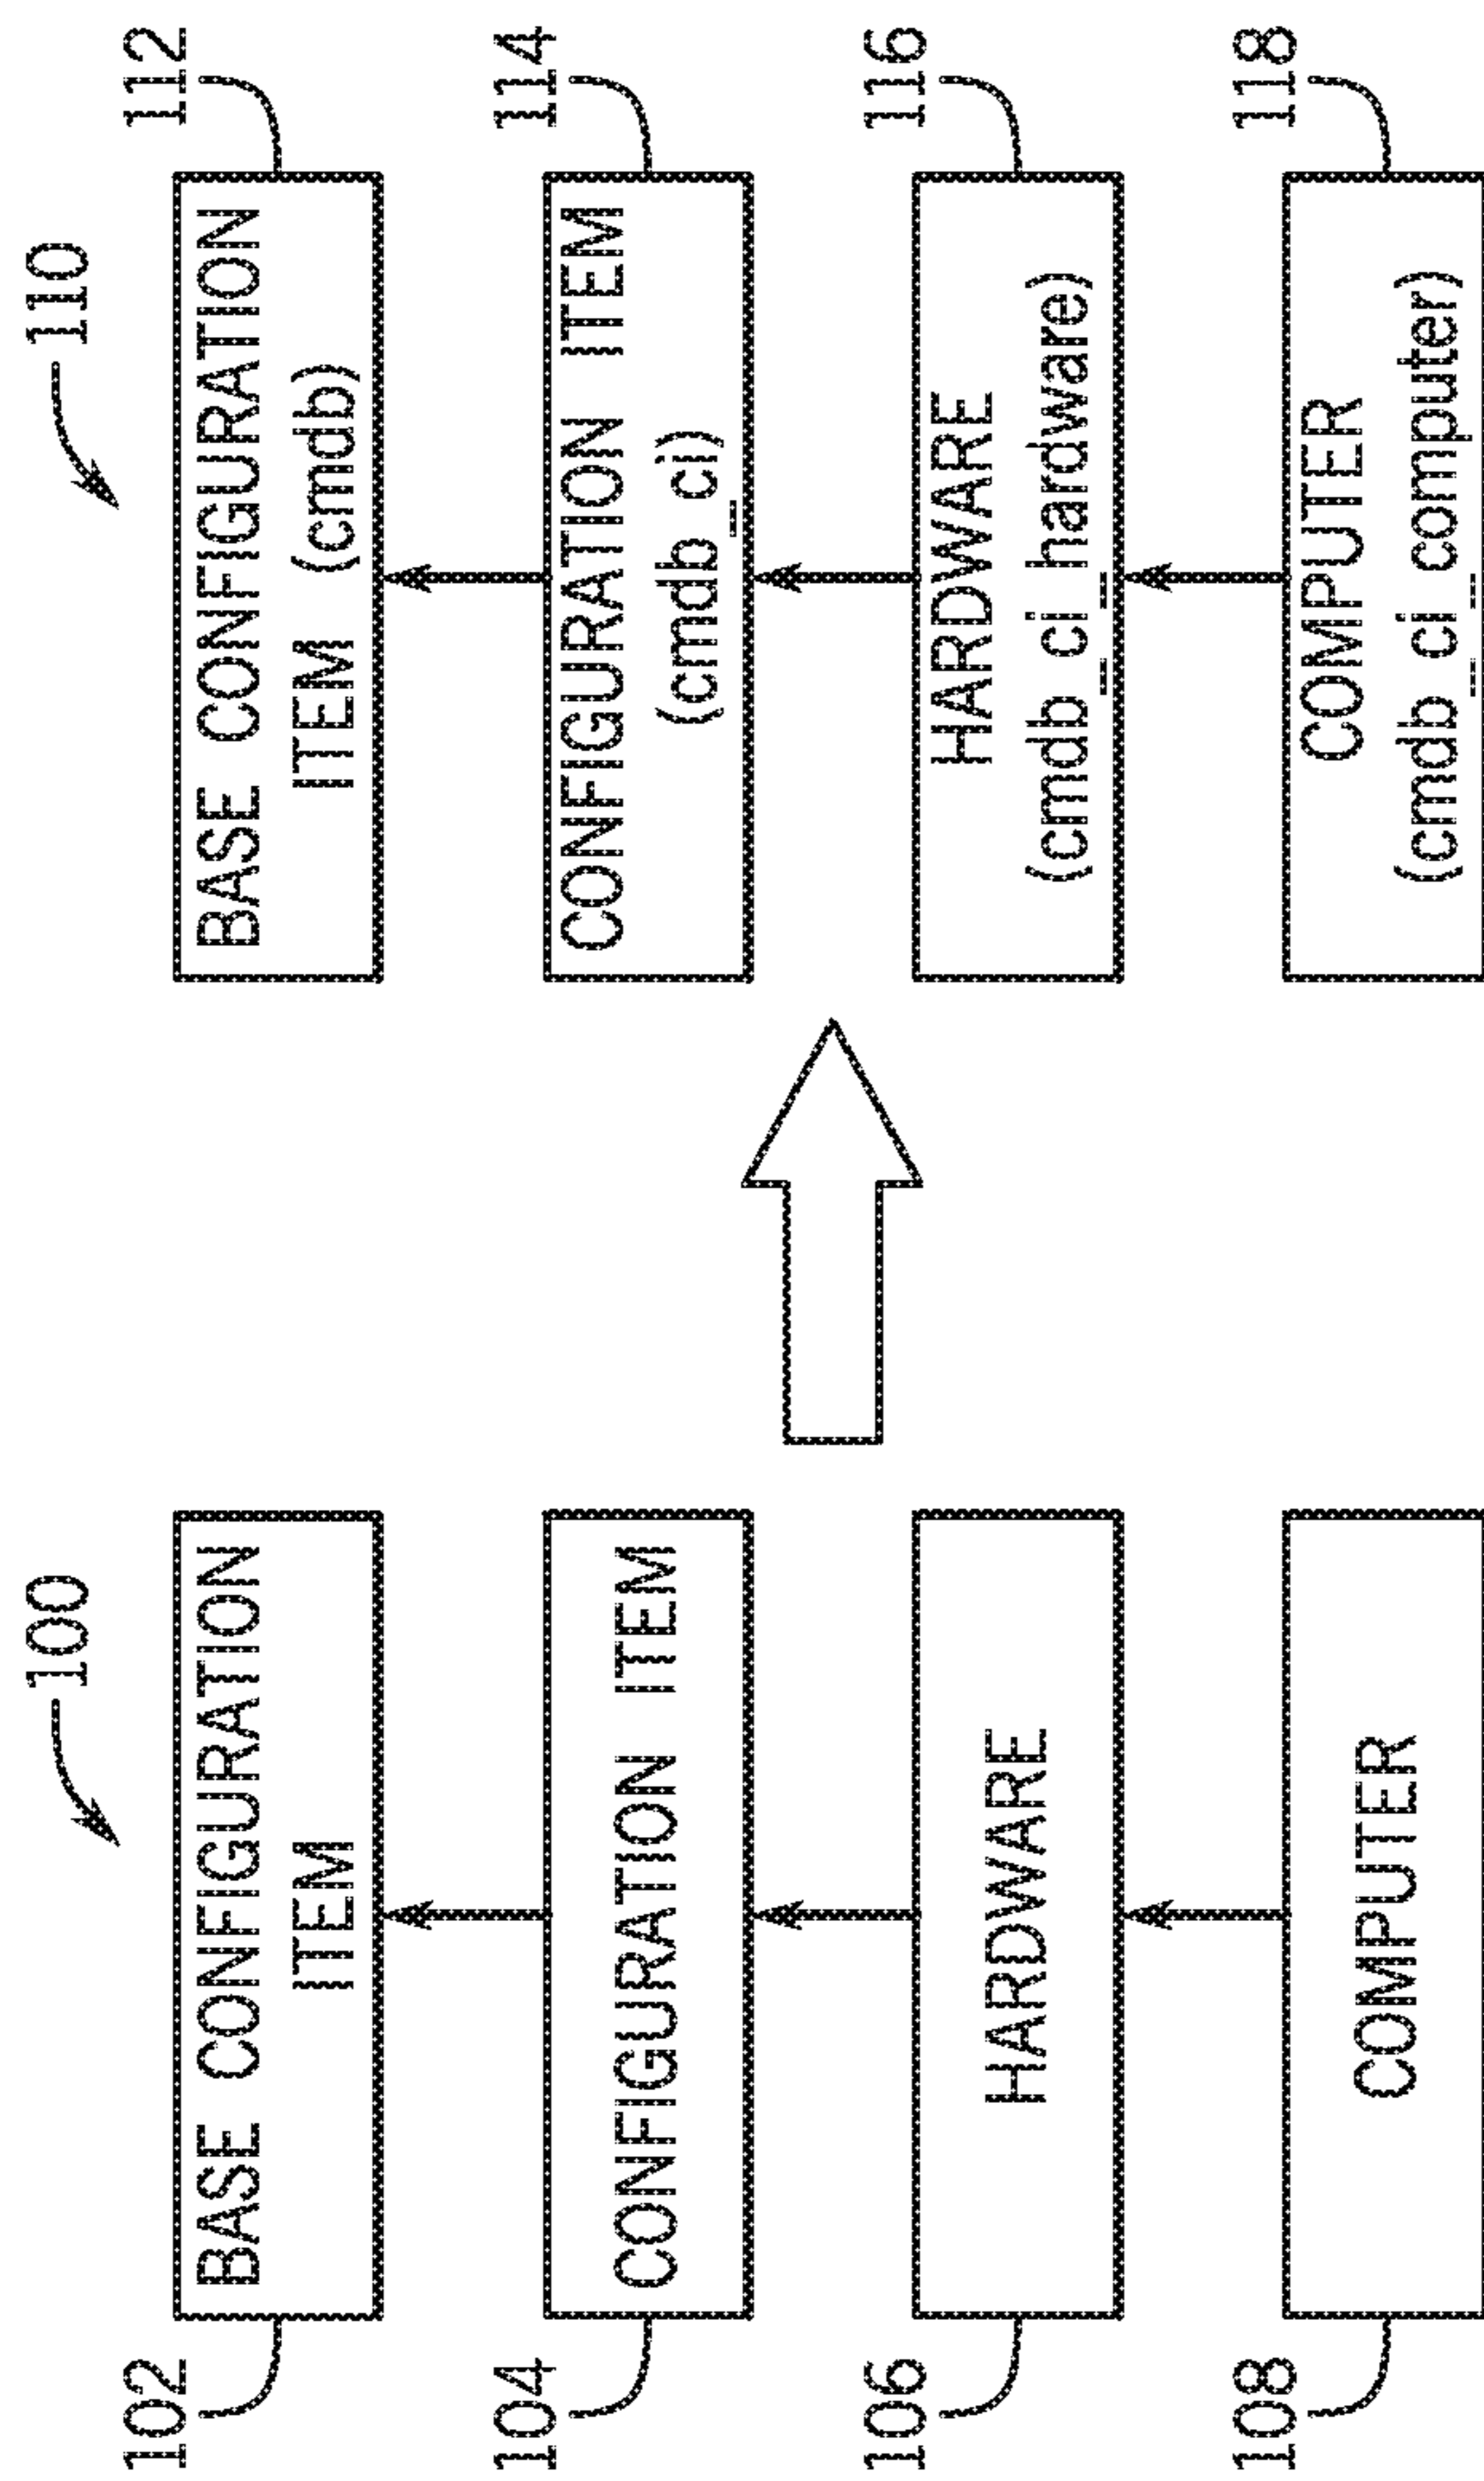 100
102
BASE CONFIGURATION
ITEM
104
CONFIGURATION ITEM
106
HARDWARE
108
COMPUTER
110
BASE CONFIGURATION
ITEM (cmdb)
112
CONFIGURATION ITEM
(cmdb_ci)
114
HARDWARE
(cmdb_ci_hardware)
116
COMPUTER
(cmdb_ci_computer)
118